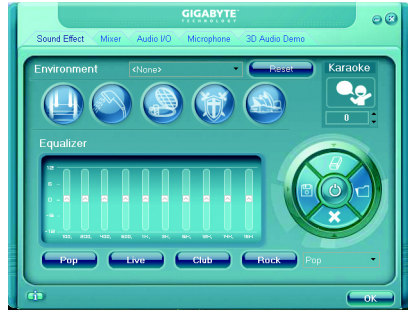 GIGABYTE
TECHNOLOGY
Sound Effect Mixer Audio I/O Microphone 3D Audio Demo
Environment <None> Reset Karaoke
0
Equalizer
Pop Live Club Rock Pop
OK